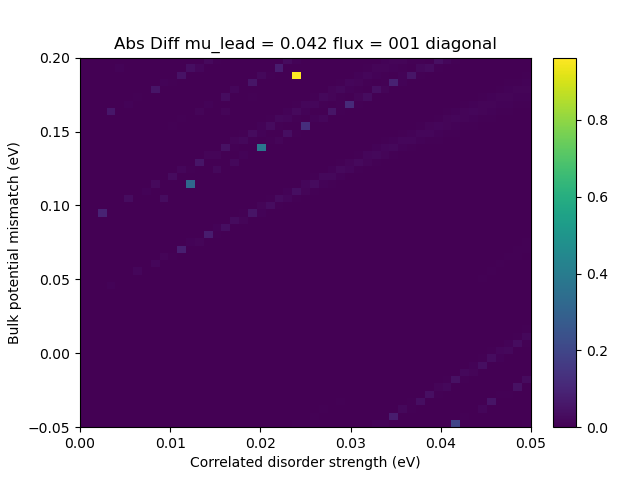 Abs Diff mu_lead = 0.042 flux = 001 diagonal
0.20
0.15
0.10
0.05
0.00
−0.05
Bulk potential mismatch (eV)
0.00 0.01 0.02 0.03 0.04 0.05
Correlated disorder strength (eV)
0.8
0.6
0.4
0.2
0.0